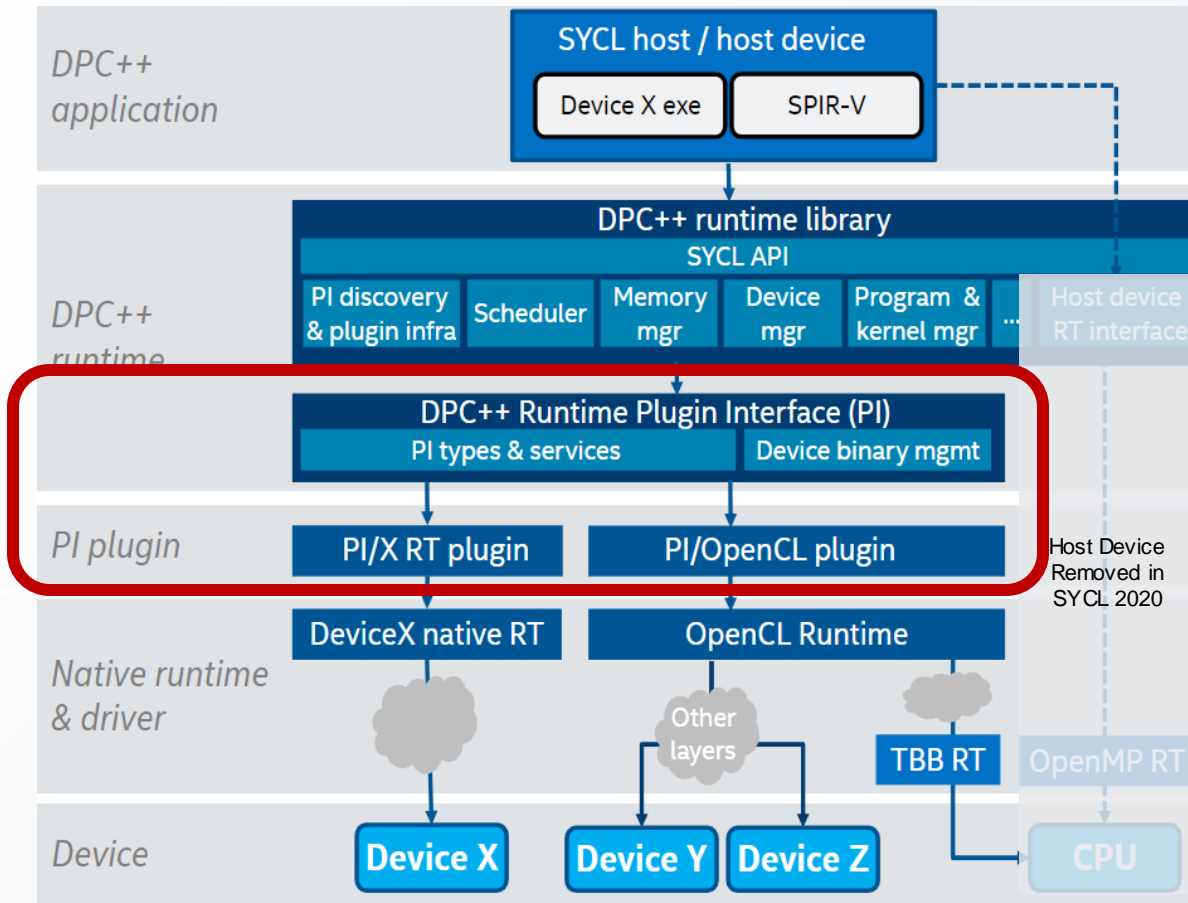 DPC++
application
SYCL host / host device
Device X exe
SPIR-V
DPC++
runtime
DPC++ runtime library
SYCL API
PI discovery
& plugin infra
Scheduler
Memory
mgr
Device
mgr
Program &
kernel mgr
...
Host device
RT interface
DPC++ Runtime Plugin Interface (PI)
PI types & services
Device binary mgmt
PI plugin
PI/X RT plugin
PI/OpenCL plugin
Host Device
Removed in
SYCL 2020
Native runtime
& driver
DeviceX native RT
OpenCL Runtime
Other
layers
TBB RT
OpenMP RT
Device
Device X
Device Y
Device Z
CPU